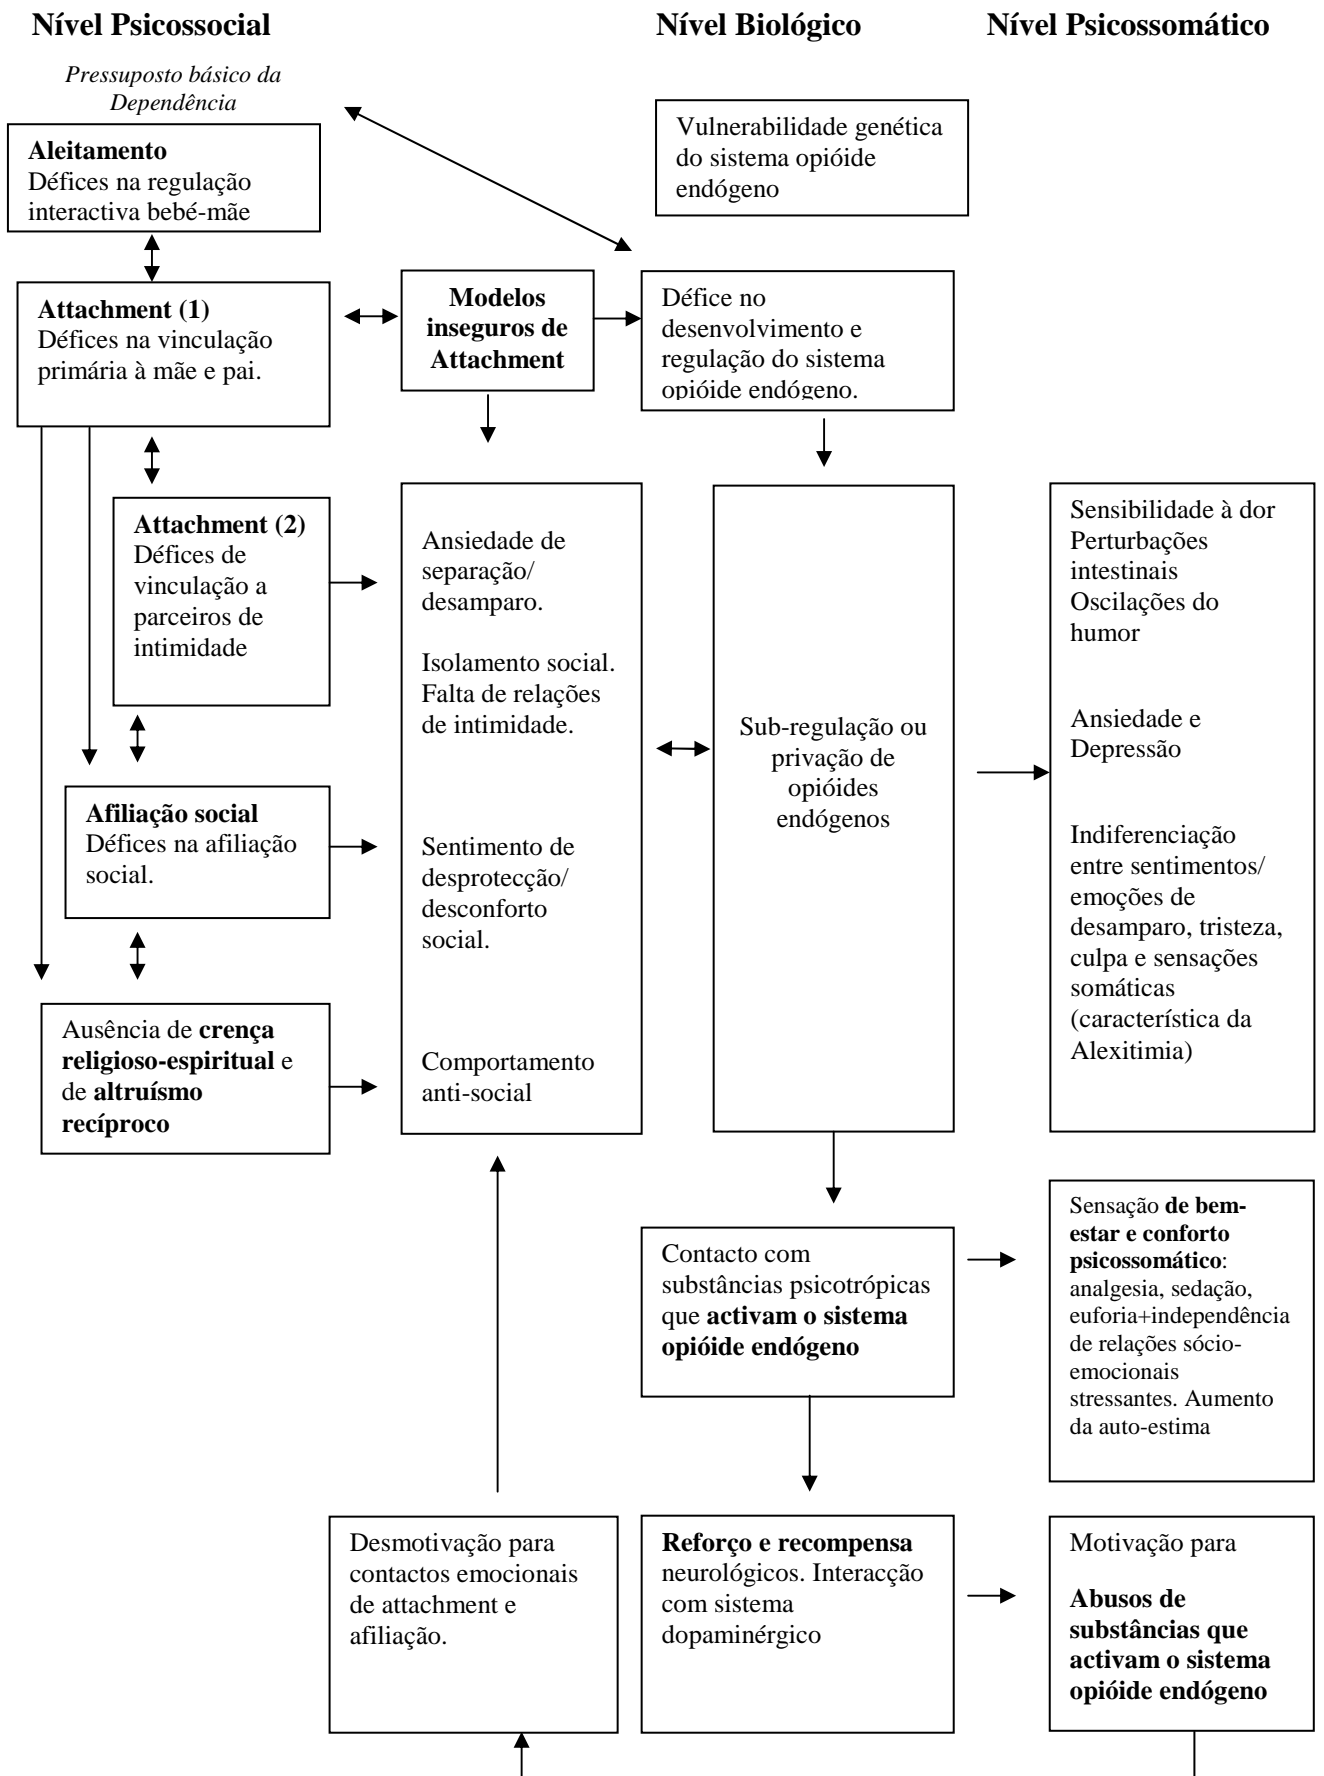 Nível Psicossocial
Nível Biológico
Nível Psicossomático
Pressuposto básico da
Dependência
Aleitamento
Défices na regulação
interactiva bebé-mãe
Vulnerabilidade genética
do sistema opióide
endógeno
Attachment (1)
Défices na vinculação
primária à mãe e pai.
Modelos
inseguros de
Attachment
Défice no
desenvolvimento e
regulação do sistema
opióide endógeno.
Attachment (2)
Défices de
vinculação a
parceiros de
intimidade
Afiliação social
Défices na afiliação
social.
Ausência de crença
religioso-espiritual e
de altruísmo
recíproco
Ansiedade de
separação/
desamparo.
Isolamento social.
Falta de relações
de intimidade.
Sentimento de
desprotecção/
desconforto
social.
Comportamento
anti-social
Sub-regulação ou
privação de
opióides
endógenos
Sensibilidade à dor
Perturbações
intestinais
Oscilações do
humor
Ansiedade e
Depressão
Indiferenciação
entre sentimentos/
emoções de
desamparo, tristeza,
culpa e sensações
somáticas
(característica da
Alexitimia)
Contacto com
substâncias psicotrópicas
que activam o sistema
opióide endógeno
Sensação de bem-
estar e conforto
psicossomático:
analgesia, sedação,
euforia+independência
de relações sócio-
emocionais
stressantes. Aumento
da auto-estima
Desmotivação para
contactos emocionais
de attachment e
afiliação.
Reforço e recompensa
neurológicos. Interacção
com sistema
dopaminérgico
Motivação para
Abusos de
substâncias que
activam o sistema
opióide endógeno